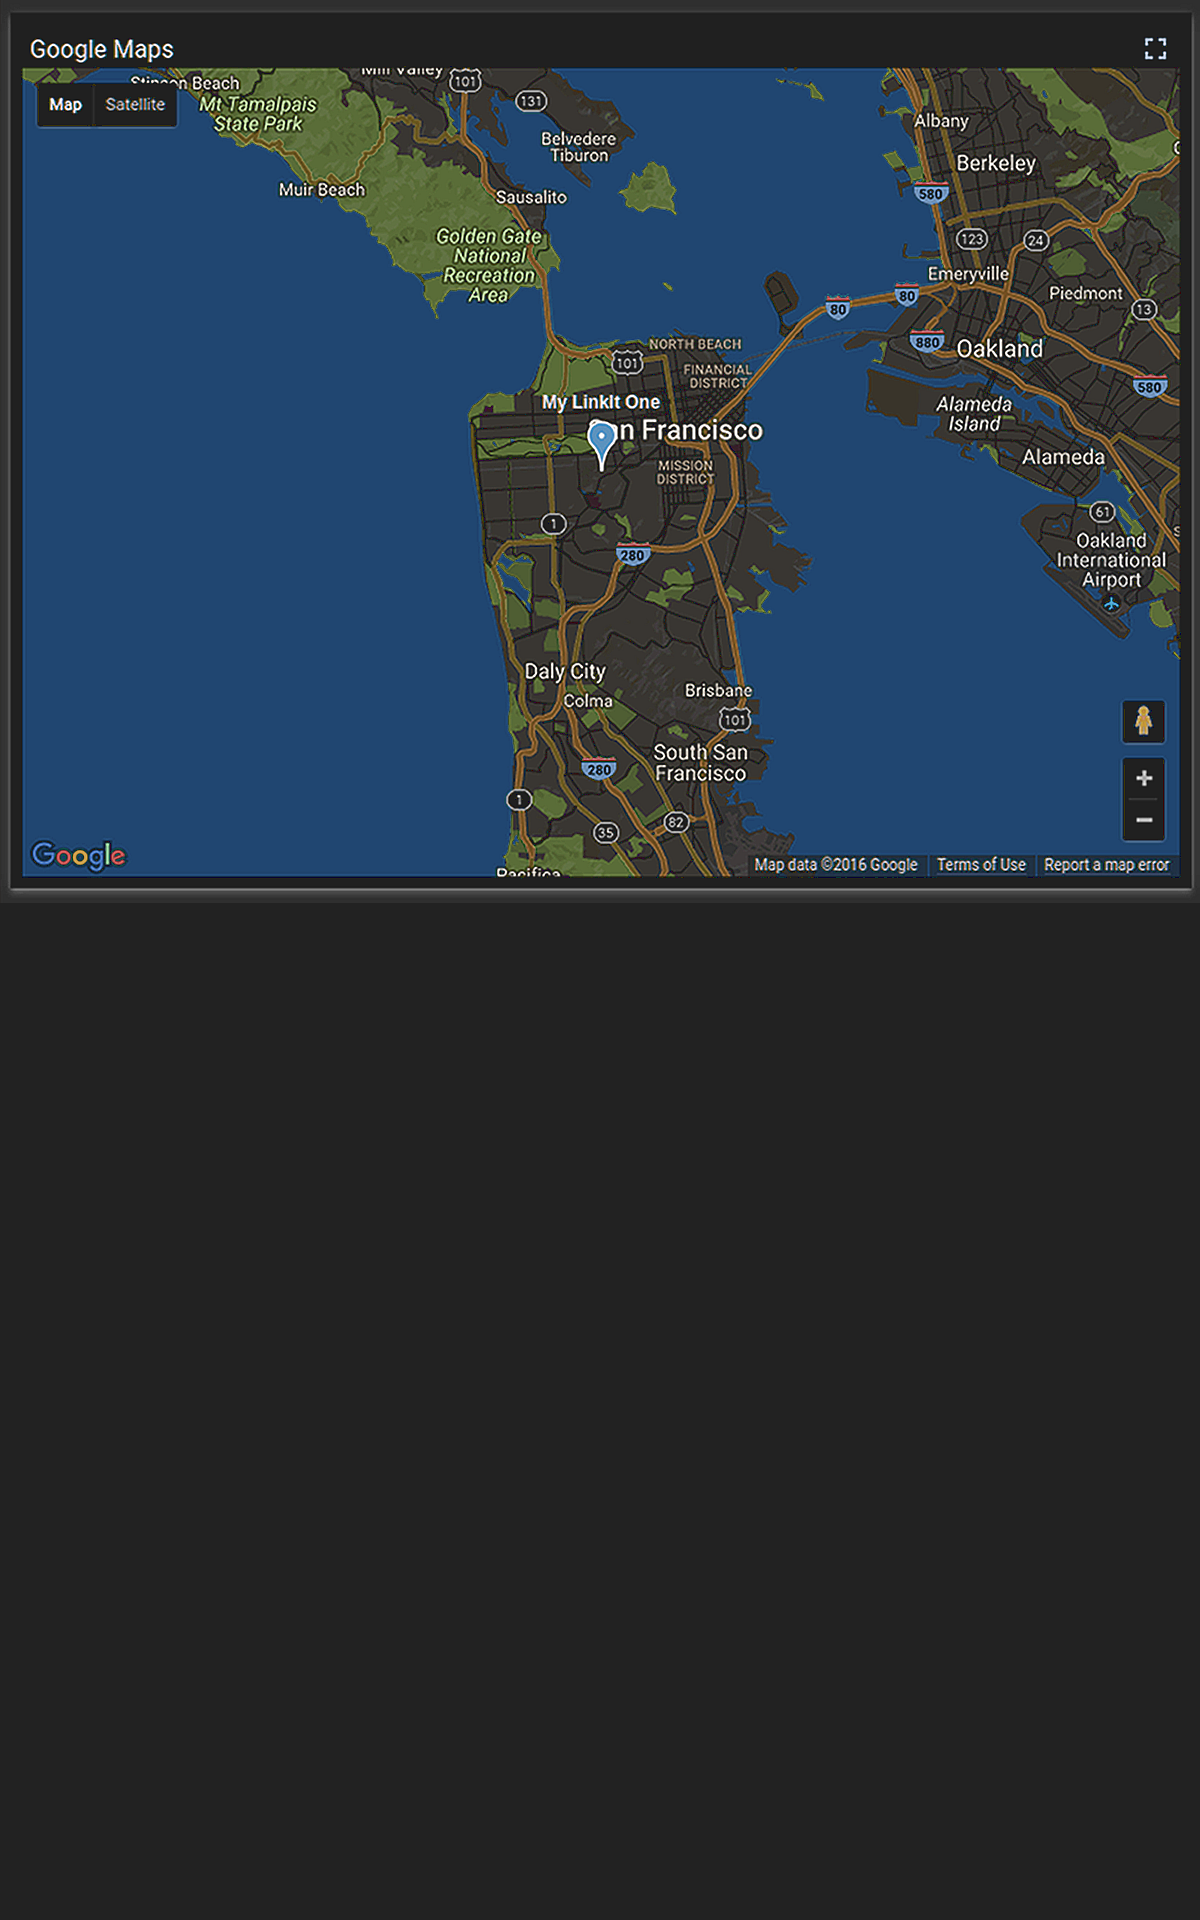 Google Maps
Stinson Beach
Mill Valley
101
131
Map
Satellite
Mt Tamalpais
State Park
Albany
Belvedere
Tiburon
Berkeley
Muir Beach
Sausalito
580
Golden Gate
National
Recreation
Area
123
24
Emeryville
Piedmont
80
80
13
880
Oakland
NORTH BEACH
101
FINANCIAL
DISTRICT
580
My LinkIt One
Alameda
Island
San Francisco
Alameda
MISSION
DISTRICT
1
61
280
Oakland
International
Airport
Daly City
Colma
Brisbane
101
South San
Francisco
280
1
35
82
Google
Pacifica
Map data ©2016 Google
Terms of Use
Report a map error